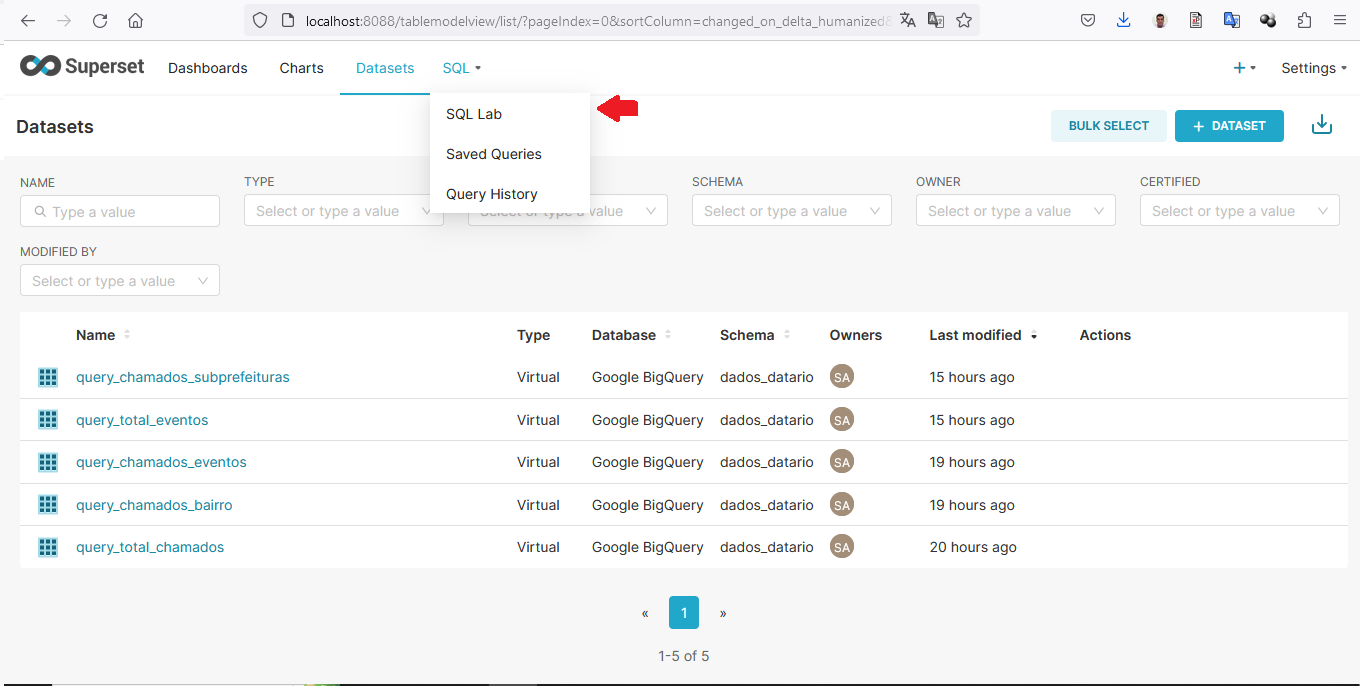 localhost:8088/tablemodelview/list/?pageIndex=0&sortColumn=changed_on_delta_humanized&
Superset Dashboards Charts Datasets SQL + Settings
SQL Lab
Saved Queries
Query History
Datasets BULK SELECT + DATASET
NAME TYPE SCHEMA OWNER CERTIFIED
Type a value Select or type a value Select or type a value Select or type a value Select or type a value Select or type a value
MODIFIED BY
Select or type a value
Name Type Database Schema Owners Last modified Actions
query_chamados_subprefeituras Virtual Google BigQuery dados_datario SA 15 hours ago
query_total_eventos Virtual Google BigQuery dados_datario SA 15 hours ago
query_chamados_eventos Virtual Google BigQuery dados_datario SA 19 hours ago
query_chamados_bairro Virtual Google BigQuery dados_datario SA 19 hours ago
query_total_chamados Virtual Google BigQuery dados_datario SA 20 hours ago
« 1 »
1-5 of 5